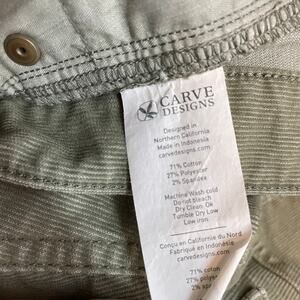 CARVE
DESIGNS
Designed in
Northern California
Made in Indonesia
carvedesigns.com
71% Cotton
27% Polyester
2% Spandex
Machine Wash cold
Do not bleach
Dry Clean: Ok
Tumble Dry Low
Low iron
Conçu en Californie du Nord
Fabriqué en Indonésie
carvedesigns.com
71% coton
27% polyester
2%